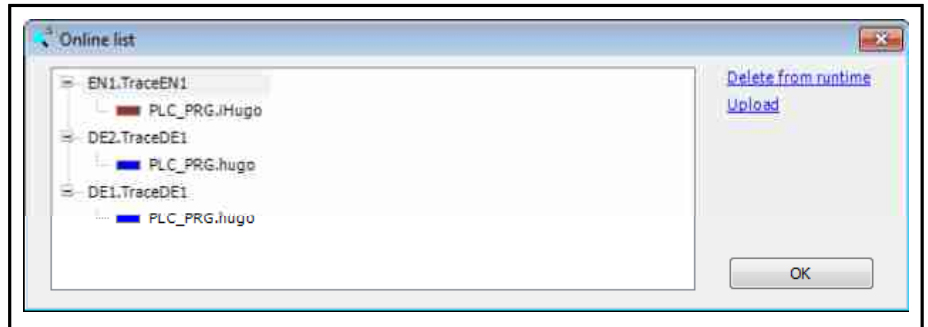 Online list
EN1.TraceEN1
PLC_PRG.iHugo
DE2.TraceDE1
PLC_PRG.hugo
DE1.TraceDE1
PLC_PRG.hugo
Delete from runtime
Upload
OK